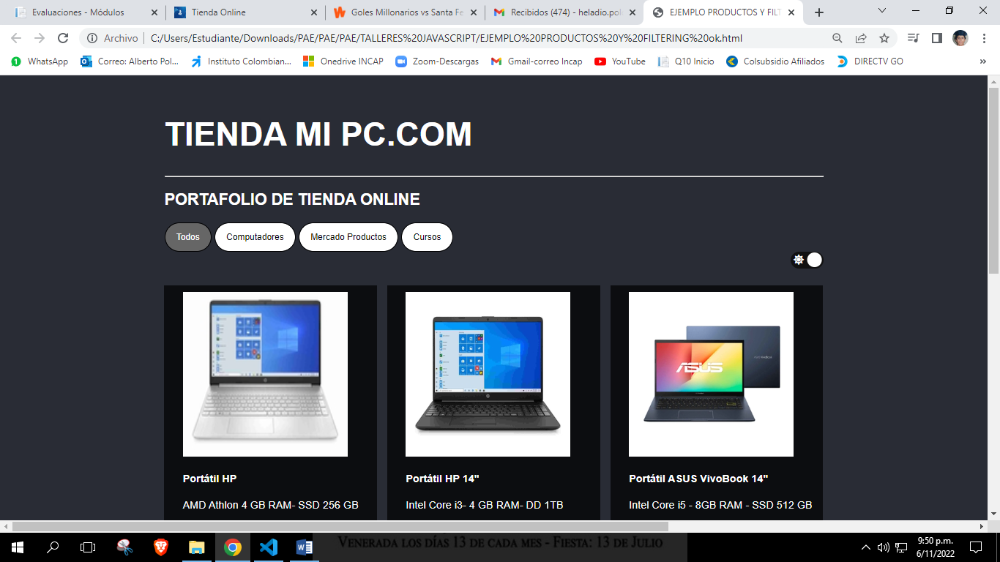 Evaluaciones - Módulos
Tienda Online
Goles Millonarios vs Santa Fe
Recibidos (474) - heladio.pol
EJEMPLO PRODUCTOS Y FILT
Archivo
C:/Users/Estudiante/Downloads/PAE/PAE/PAE/TALLERES%20JAVASCRIPT/EJEMPLO%20PRODUCTOS%20Y%20FILTERING%20ok.html
WhatsApp
Correo: Alberto Pol...
Instituto Colombian...
Onedrive INCAP
Zoom-Descargas
Gmail-correo Incap
YouTube
Q10 Inicio
Colsubsidio Afiliados
DIRECTV GO
TIENDA MI PC.COM
PORTAFOLIO DE TIENDA ONLINE
Todos
Computadores
Mercado Productos
Cursos
ASUS
Portátil HP
Portátil HP 14"
Portátil ASUS VivoBook 14"
AMD Athlon 4 GB RAM- SSD 256 GB
Intel Core i3- 4 GB RAM- DD 1TB
Intel Core i5 - 8GB RAM - SSD 512 GB
Venerada los días 13 de cada mes - Fiesta: 13 de Julio
9:50 p.m.
6/11/2022